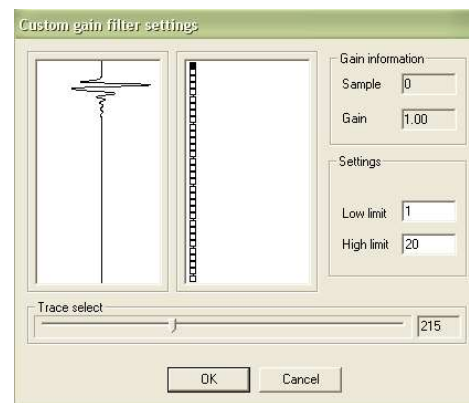 Custom gain filter settings
Gain information
Sample 0
Gain 1.00
Settings
Low limit 1
High limit 20
Trace select
215
OK Cancel